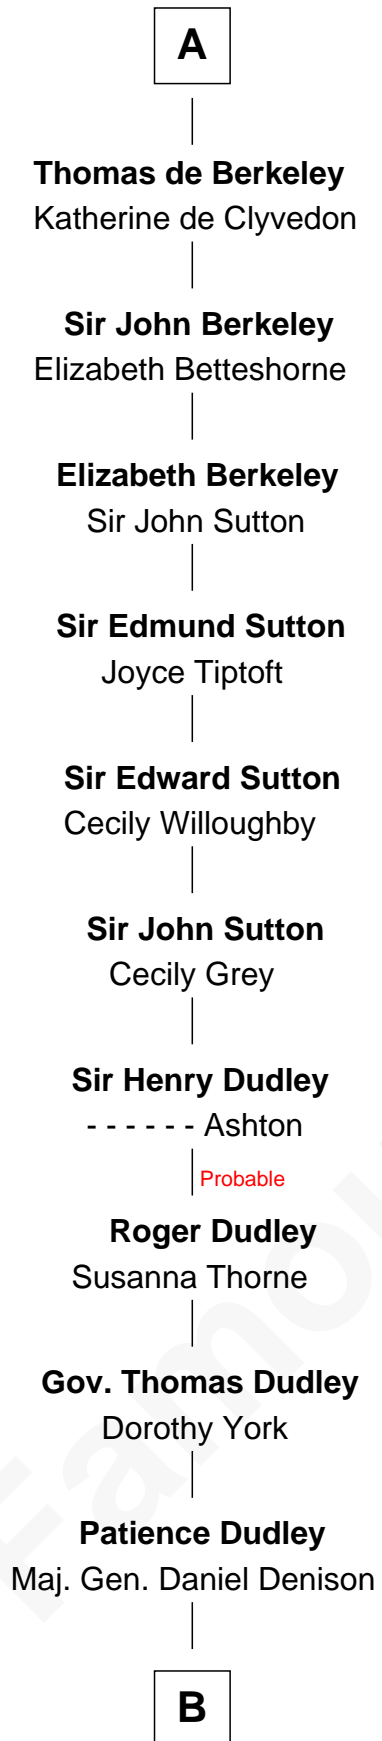 A
Thomas de Berkeley
Katherine de Clyvedon
Sir John Berkeley
Elizabeth Betteshorne
Elizabeth Berkeley
Sir John Sutton
Sir Edmund Sutton
Joyce Tiptoft
Sir Edward Sutton
Cecily Willoughby
Sir John Sutton
Cecily Grey
Sir Henry Dudley
- - - - - - Ashton
Probable
Roger Dudley
Susanna Thorne
Gov. Thomas Dudley
Dorothy York
Patience Dudley
Maj. Gen. Daniel Denison
B